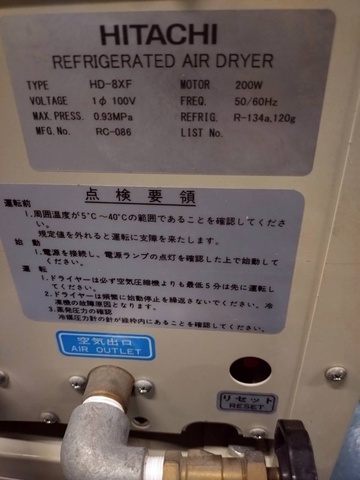 HITACHI
REFRIGERATED AIR DRYER
TYPE HD-8XF MOTOR 200W
VOLTAGE 1φ 100V FREQ. 50/60Hz
MAX. PRESS. 0.93MPa REFRIG. R-134a,120g
MFG. No. RC-086 LIST No.
点検要領
運転前
1.周囲温度が5℃～40℃の範囲であることを確認してくださ
い。
規定値を外れると運転に支障を来たします。
始動
1.電源を接続し、電源ランプの点灯を確認した上で始動して
ください。
運転
1.ドライヤーは必ず空気圧縮機よりも最低5分は先に運転し
てください。
2.ドライヤーは頻繁に始動停止を繰返さないでください。冷
凍機の故障原因となります。
3.蒸発圧力の確認
冷媒圧力計の針が緑枠内にあることを確認してください。
空気出口
AIR OUTLET
リセット
RESET